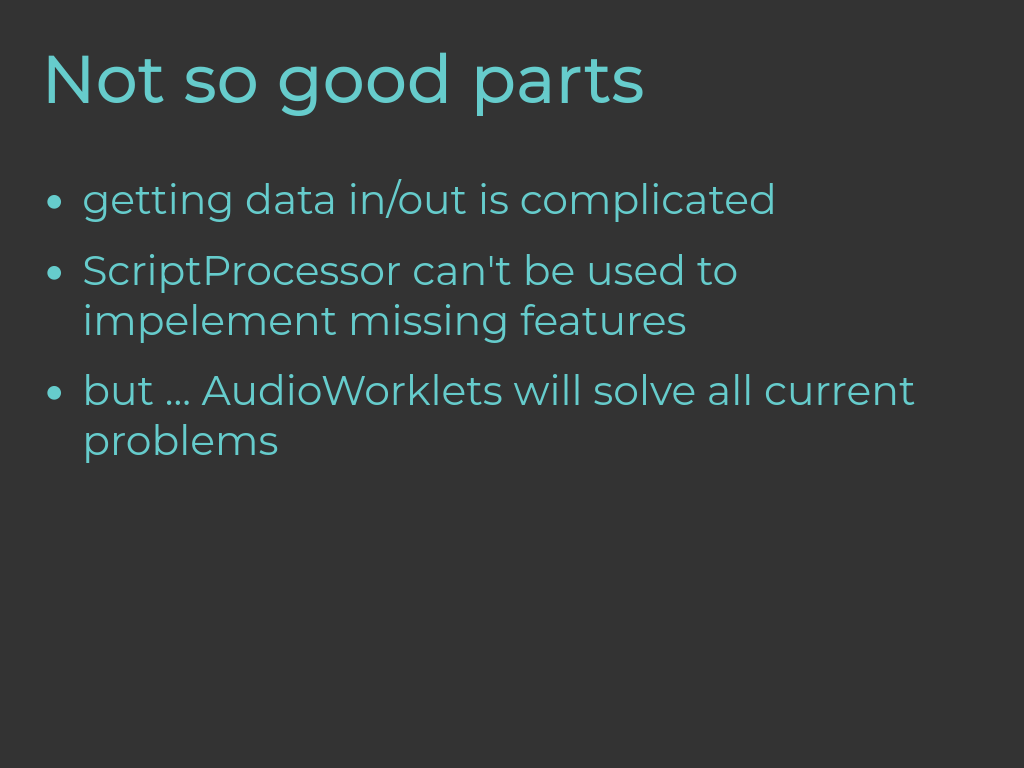 Not so good parts
• getting data in/out is complicated
• ScriptProcessor can't be used to
impelement missing features
• but ... AudioWorklets will solve all current
problems